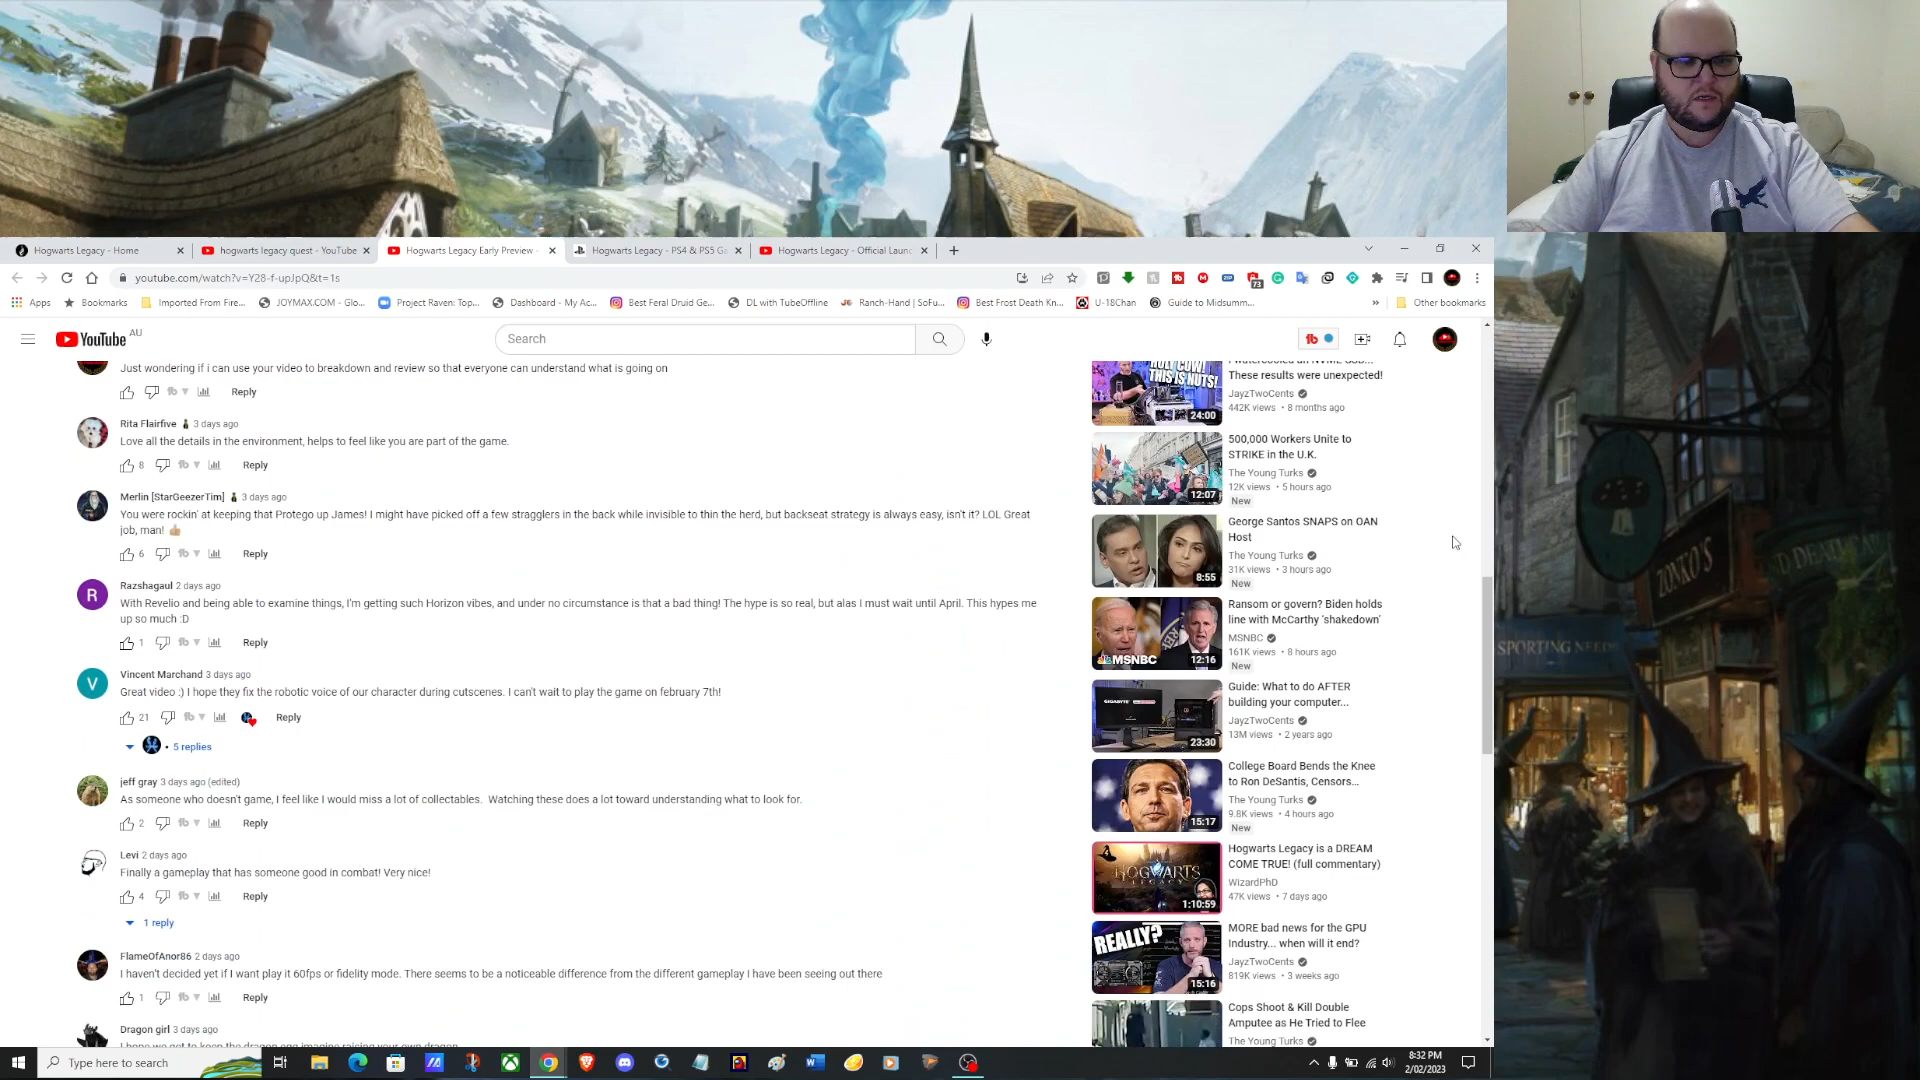 Hogwarts Legacy - Home
hogwarts legacy quest - YouTube
Hogwarts Legacy Early Preview -
Hogwarts Legacy - PS4 & PS5 G
Hogwarts Legacy - Official Launc
youtube.com/watch?v=Y28-f-upJpQ&t=1s
73
Apps
Bookmarks
Imported From Fire...
JOYMAX.COM - Glo...
Project Raven: Top...
Dashboard - My Ac...
Best Feral Druid Ge...
DL with TubeOffline
Ranch-Hand | SoFu...
Best Frost Death Kn...
U-18Chan
Guide to Midsumm...
»
Other bookmarks
YouTube AU
Search
Just wondering if i can use your video to breakdown and review so that everyone can understand what is going on
Reply
Rita Flairfive 3 days ago
Love all the details in the environment, helps to feel like you are part of the game.
8 Reply
Merlin [StarGeezerTim] 3 days ago
You were rockin' at keeping that Protego up James! I might have picked off a few stragglers in the back while invisible to thin the herd, but backseat strategy is always easy, isn't it? LOL Great
job, man! 👍🏼
6 Reply
R
Razshagaul 2 days ago
With Revelio and being able to examine things, I'm getting such Horizon vibes, and under no circumstance is that a bad thing! The hype is so real, but alas I must wait until April. This hypes me
up so much :D
1 Reply
V
Vincent Marchand 3 days ago
Great video :) I hope they fix the robotic voice of our character during cutscenes. I can't wait to play the game on february 7th!
21 Reply
• 5 replies
jeff gray 3 days ago (edited)
As someone who doesn't game, I feel like I would miss a lot of collectables. Watching these does a lot toward understanding what to look for.
2 Reply
Levi 2 days ago
Finally a gameplay that has someone good in combat! Very nice!
4 Reply
1 reply
FlameOfAnor86 2 days ago
I haven't decided yet if I want play it 60fps or fidelity mode. There seems to be a noticeable difference from the different gameplay I have been seeing out there
1 Reply
Dragon girl 3 days ago
I hope we get to keep the dragon egg imagine raising your own dragon
THIS IS NUTS!
24:00
These results were unexpected!
JayzTwoCents
442K views • 8 months ago
12:07
500,000 Workers Unite to
STRIKE in the U.K.
The Young Turks
12K views • 5 hours ago
New
8:55
George Santos SNAPS on OAN
Host
The Young Turks
31K views • 3 hours ago
New
MSNBC
12:16
Ransom or govern? Biden holds
line with McCarthy 'shakedown'
MSNBC
161K views • 8 hours ago
New
GIGABYTE
23:30
Guide: What to do AFTER
building your computer...
JayzTwoCents
13M views • 2 years ago
15:17
College Board Bends the Knee
to Ron DeSantis, Censors...
The Young Turks
9.8K views • 4 hours ago
New
HOGWARTS
LEGACY
1:10:59
Hogwarts Legacy is a DREAM
COME TRUE! (full commentary)
WizardPhD
47K views • 7 days ago
REALLY?
15:16
MORE bad news for the GPU
Industry... when will it end?
JayzTwoCents
819K views • 3 weeks ago
Cops Shoot & Kill Double
Amputee as He Tried to Flee
The Young Turks
ZONKO'S
SPORTING NEEDS
Type here to search
8:32 PM
2/02/2023